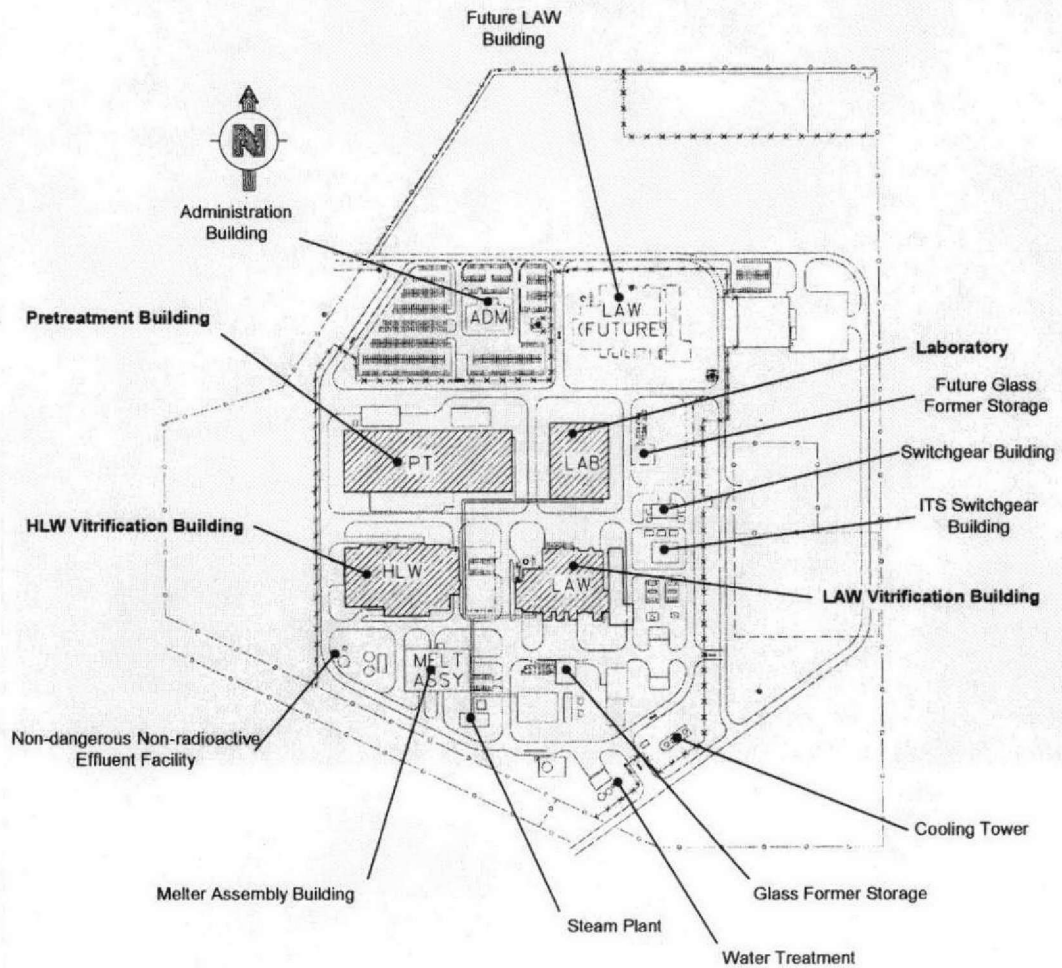 Future LAW
Building
N
Administration
Building
ADM
LAW
(FUTURE)
Pretreatment Building
Laboratory
Future Glass
Former Storage
PT
LAB
Switchgear Building
ITS Switchgear
Building
HLW Vitrification Building
HLW
LAW
LAW Vitrification Building
MELT
ASSY
Non-dangerous Non-radioactive
Effluent Facility
Cooling Tower
Melter Assembly Building
Glass Former Storage
Steam Plant
Water Treatment